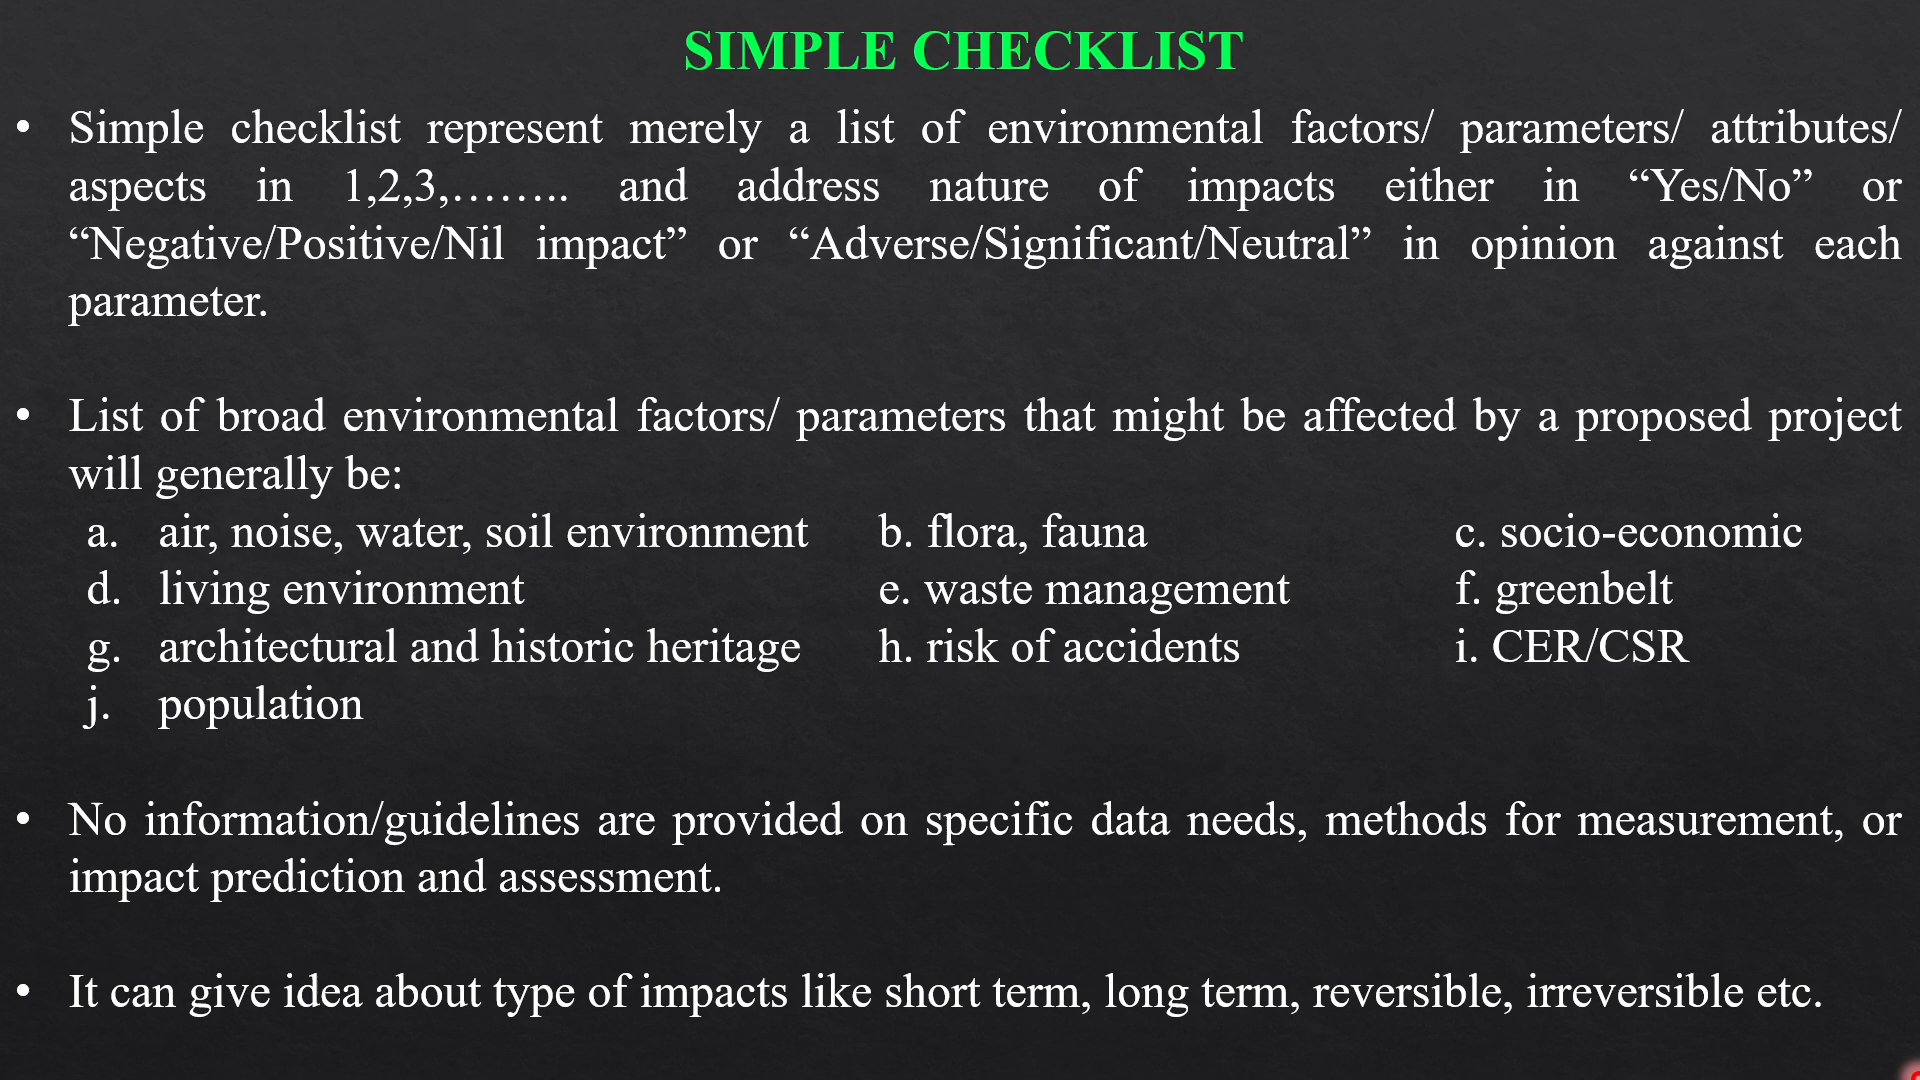 SIMPLE CHECKLIST
• Simple checklist represent merely a list of environmental factors/ parameters/ attributes/
aspects in 1,2,3,…….. and address nature of impacts either in “Yes/No” or
“Negative/Positive/Nil impact” or “Adverse/Significant/Neutral” in opinion against each
parameter.
• List of broad environmental factors/ parameters that might be affected by a proposed project
will generally be:
a. air, noise, water, soil environment b. flora, fauna c. socio-economic
d. living environment e. waste management f. greenbelt
g. architectural and historic heritage h. risk of accidents i. CER/CSR
j. population
• No information/guidelines are provided on specific data needs, methods for measurement, or
impact prediction and assessment.
• It can give idea about type of impacts like short term, long term, reversible, irreversible etc.